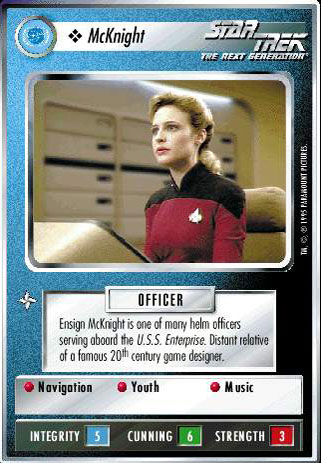 ❖ McKnight
STAR TREK
THE NEXT GENERATION®
TM, ®, © 1995 PARAMOUNT PICTURES.
OFFICER
Ensign McKnight is one of many helm officers
serving aboard the U.S.S. Enterprise. Distant relative
of a famous 20th century game designer.
Navigation Youth Music
INTEGRITY 5 CUNNING 6 STRENGTH 3